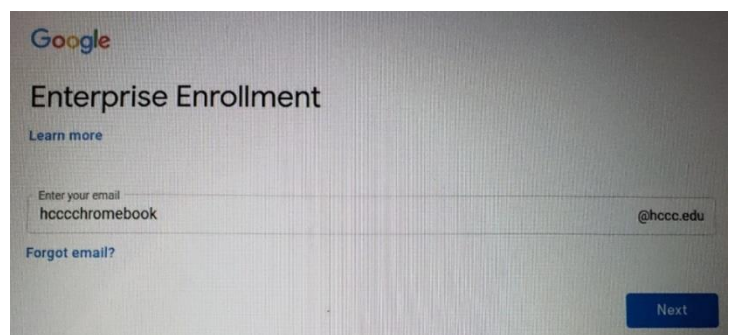 Google
Enterprise Enrollment
Learn more
Enter your email
hcccchromebook @hccc.edu
Forgot email?
Next